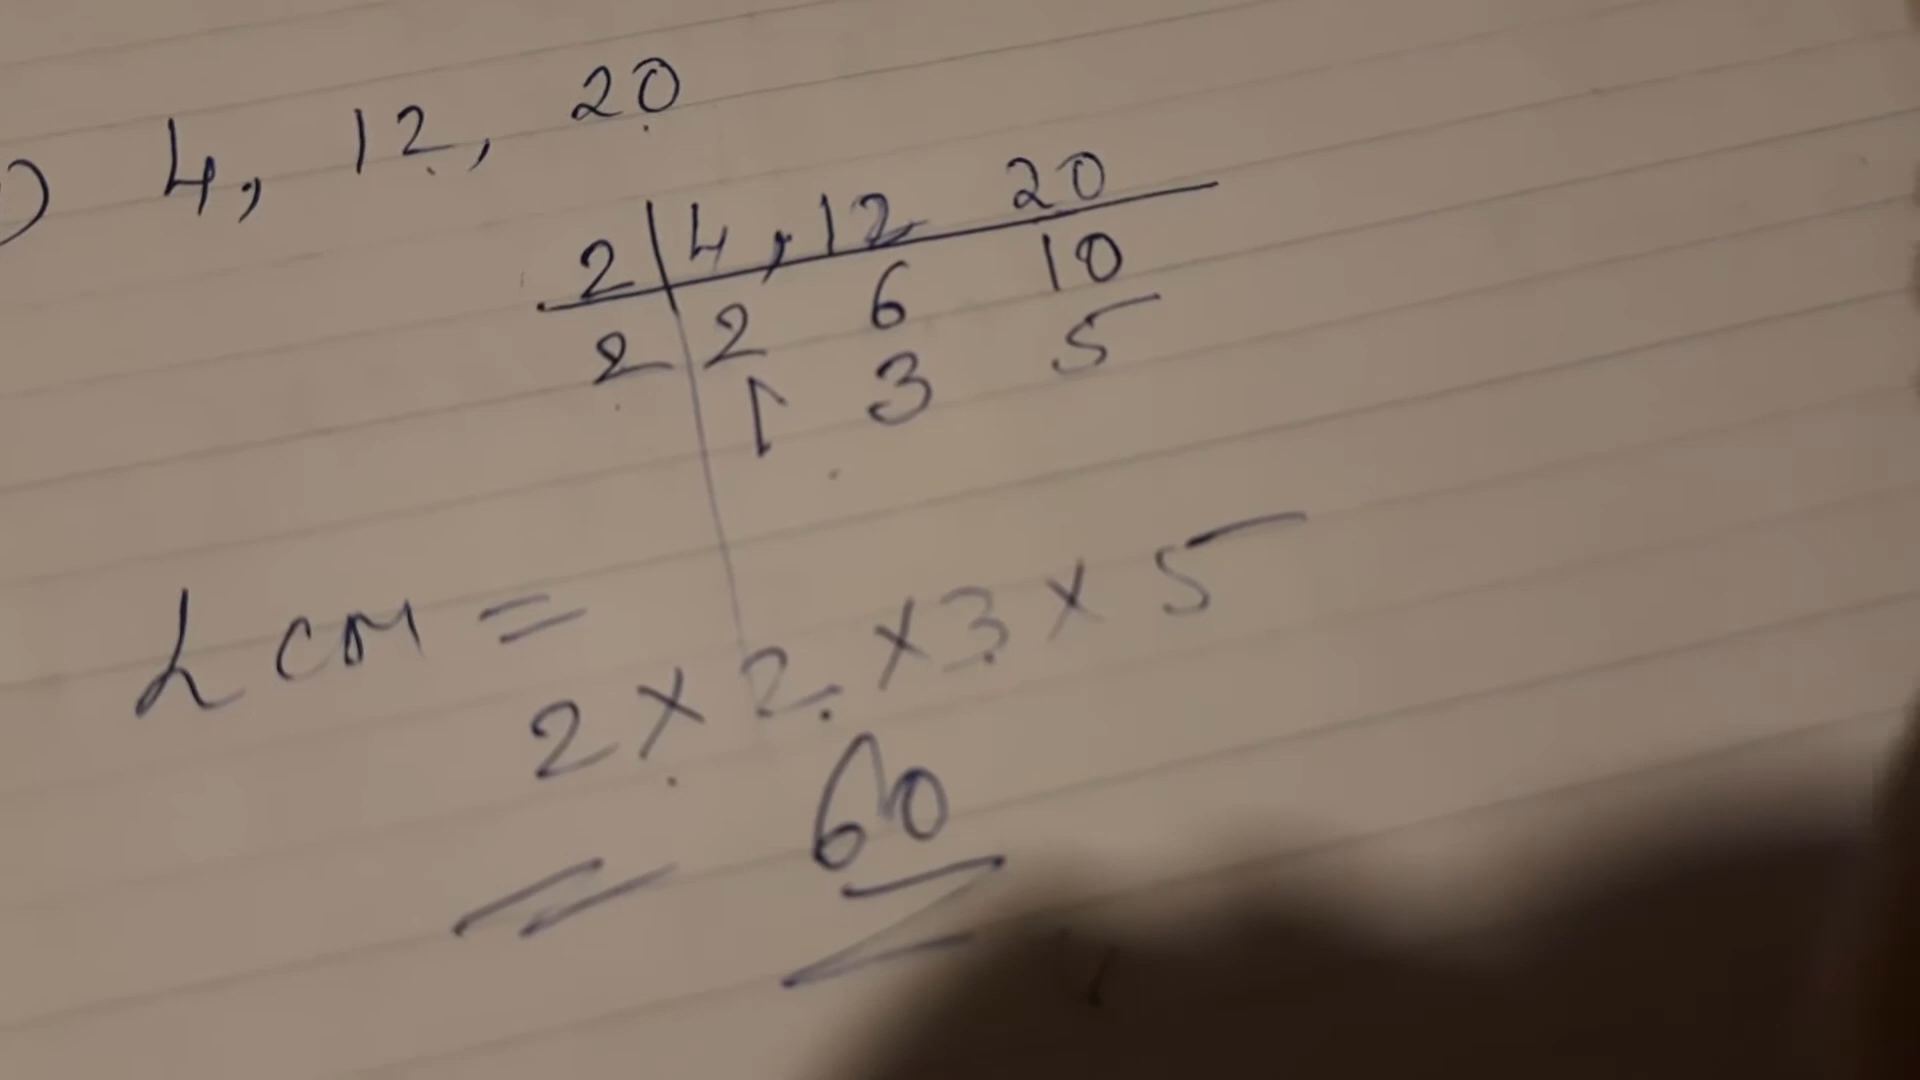 ) 4, 12, 20
2 | 4, 12 20
2 | 2 6 10
1 3 5
LCM =
2 × 2 × 3 × 5
= 60